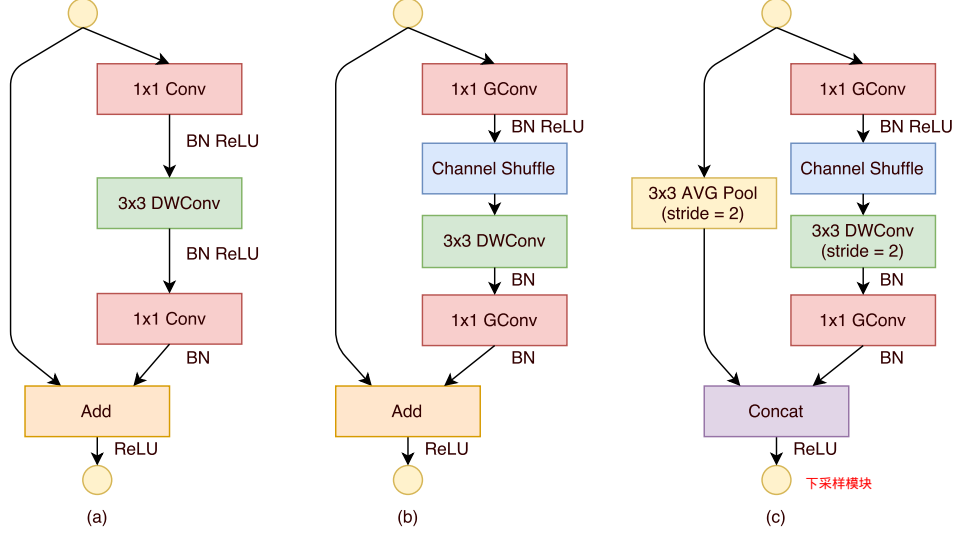 1x1 Conv
BN ReLU
3x3 DWConv
BN ReLU
1x1 Conv
BN
Add
ReLU
(a)
1x1 GConv
BN ReLU
Channel Shuffle
3x3 DWConv
BN
1x1 GConv
BN
Add
ReLU
(b)
3x3 AVG Pool
(stride = 2)
1x1 GConv
BN ReLU
Channel Shuffle
3x3 DWConv
(stride = 2)
BN
1x1 GConv
BN
Concat
ReLU
下采样模块
(c)